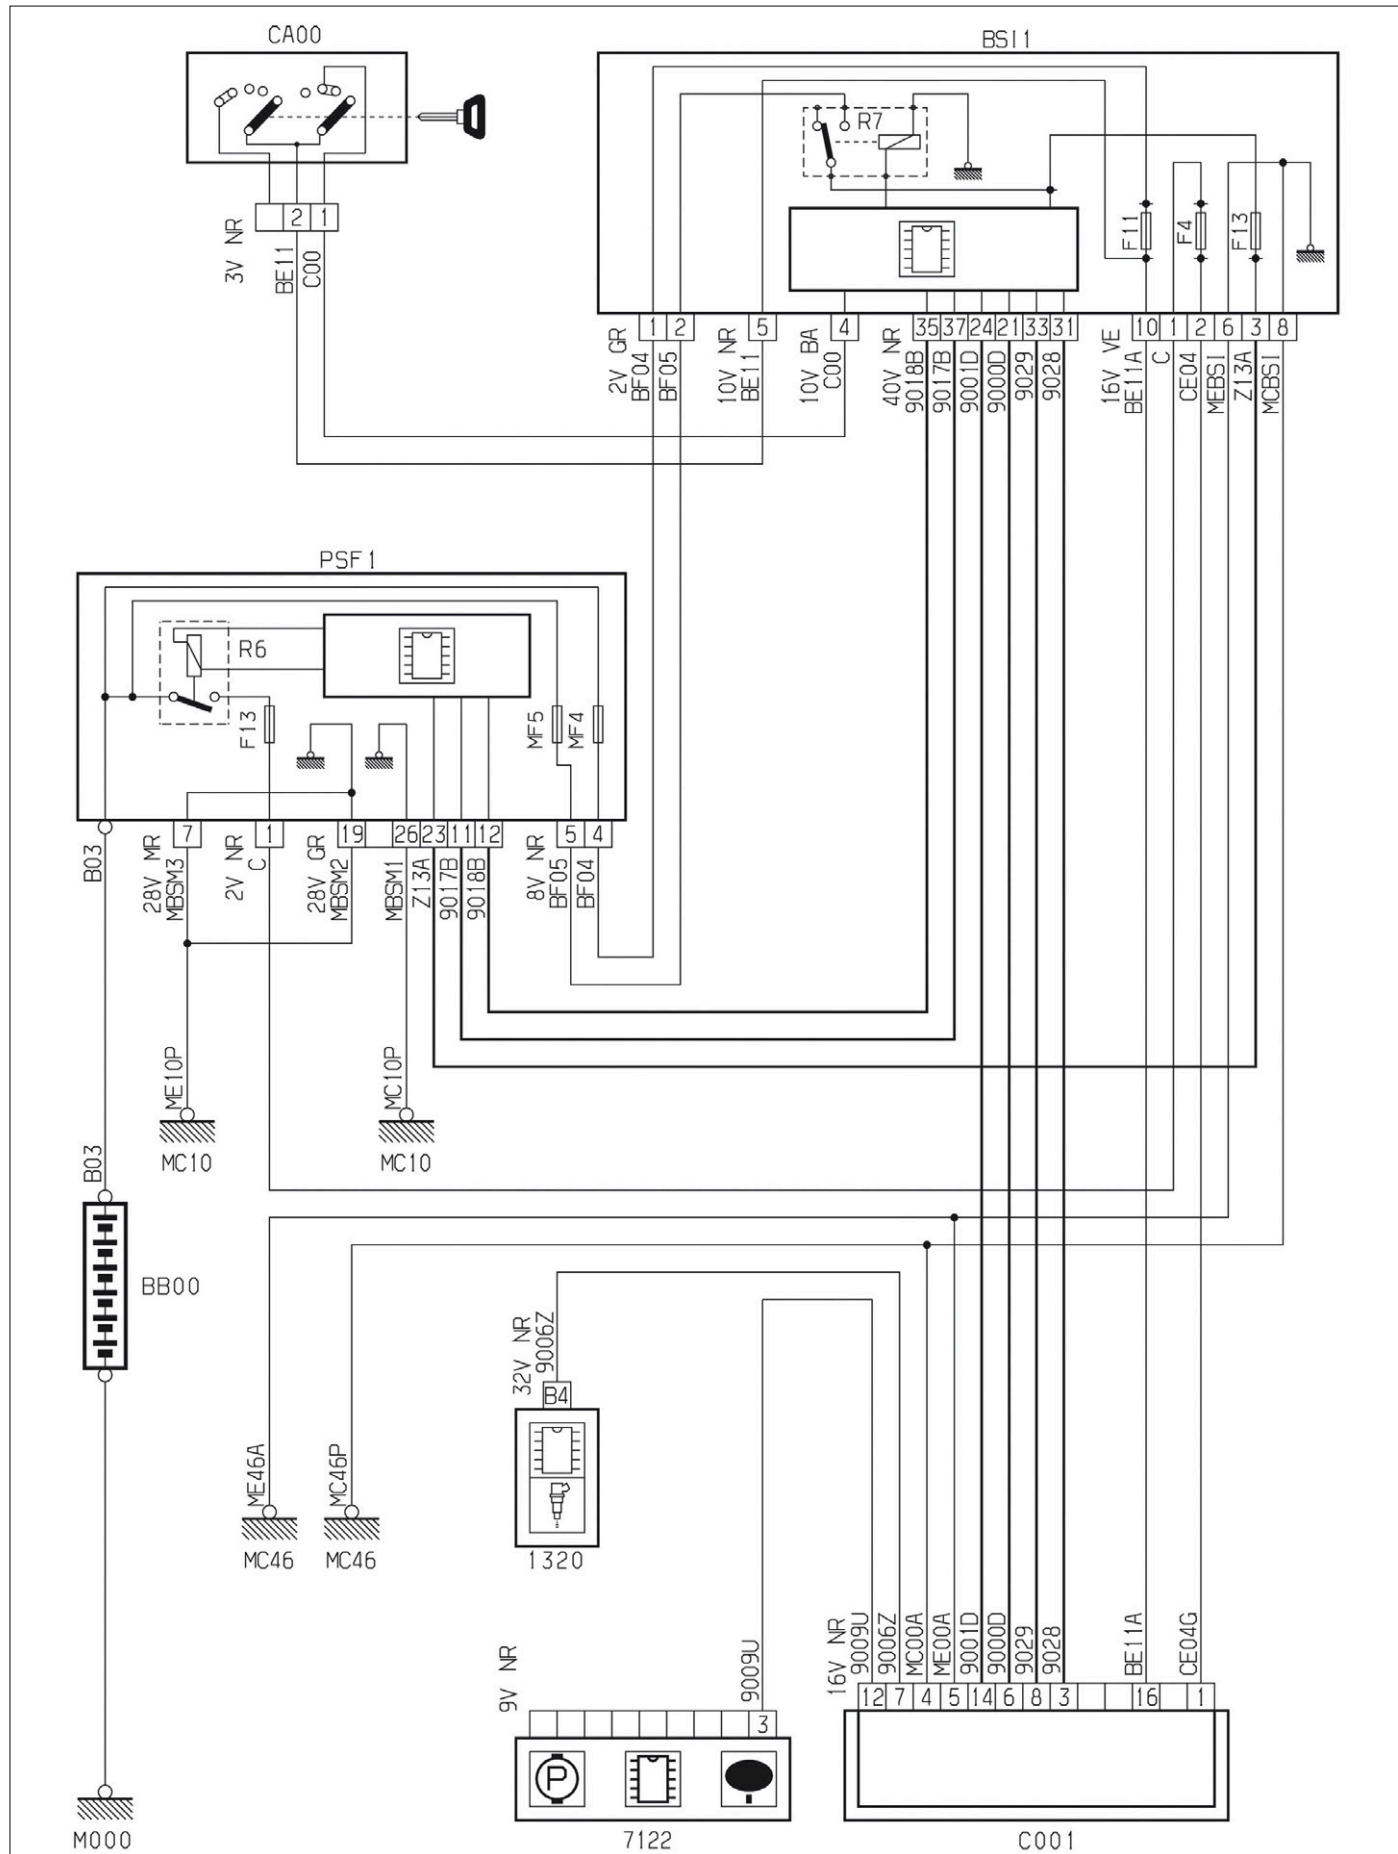 CA00
BSI1
R7
F11
F4
F13
2 1
3V NR
BE11
C00
1 2 5 4 35 37 24 21 33 31 10 1 2 6 3 8
2V GR
BF04
BF05
10V NR
BE11
10V BA
C00
40V NR
9018B
9017B
9001D
9000D
9029
9028
16V VE
BE11A
C
CE04
MEBSI
Z13A
MCBSI
PSF1
R6
F13
MF5
MF4
7 1 19 26 23 11 12 5 4
B03
28V MR
MBSM3
2V NR
C
28V GR
MBSM2
MBSM1
Z13A
9017B
9018B
8V NR
BF05
BF04
ME10P
MC10P
MC10
MC10
B03
BB00
32V NR
9006Z
B4
1320
ME46A
MC46P
MC46
MC46
9V NR
9009U
3
P
7122
16V NR
9009U
9006Z
MC00A
ME00A
9001D
9000D
9029
9028
BE11A
CE04G
12 7 4 5 14 6 8 3 16 1
C001
M000